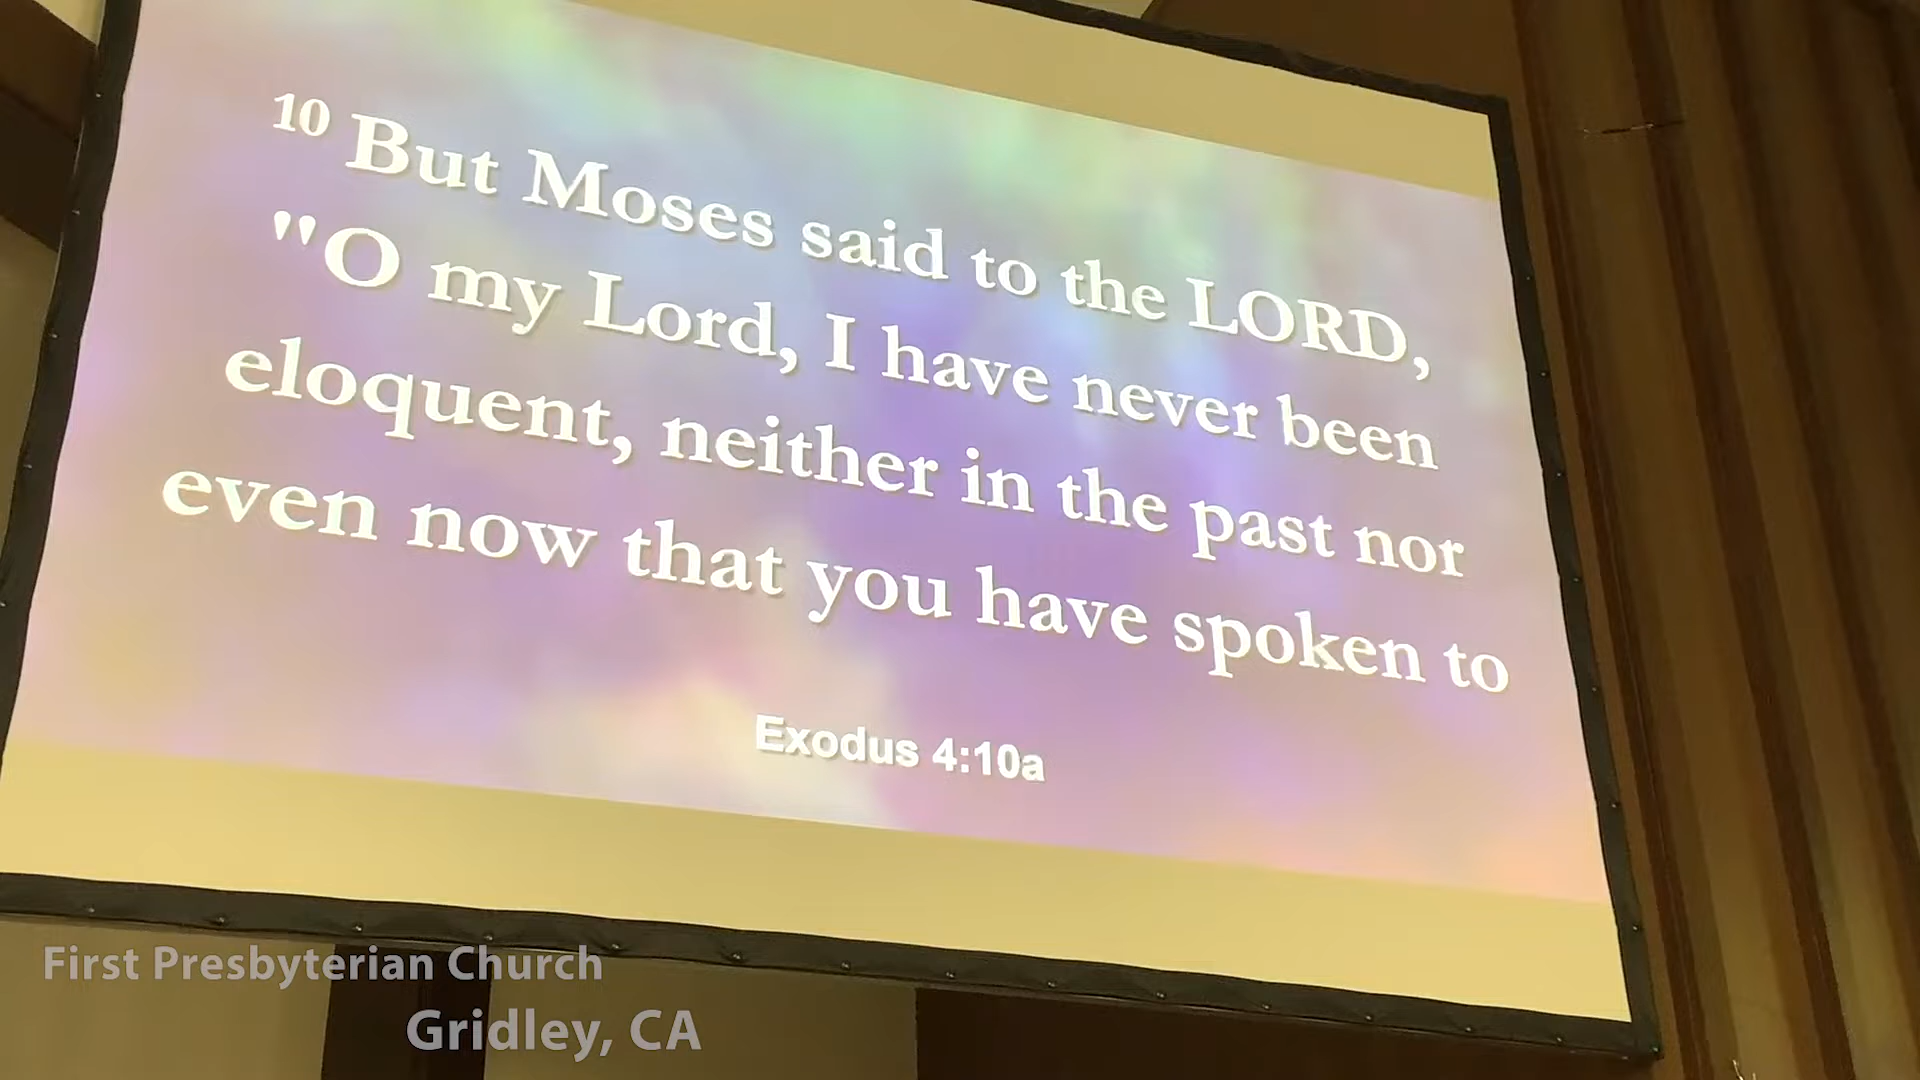 10 But Moses said to the LORD,
"O my Lord, I have never been
eloquent, neither in the past nor
even now that you have spoken to
Exodus 4:10a
First Presbyterian Church
Gridley, CA